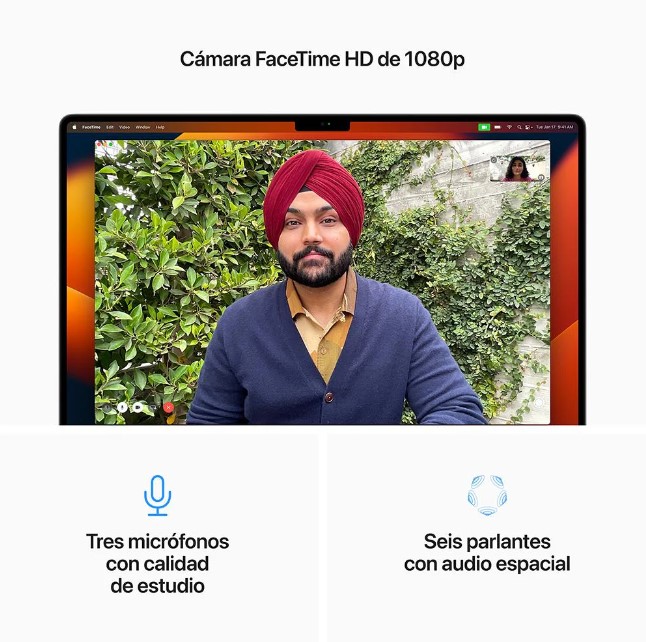 Cámara FaceTime HD de 1080p
FaceTime Edit Video Window Help
Tue Jan 17 9:41 AM
Tres micrófonos
con calidad
de estudio
Seis parlantes
con audio espacial